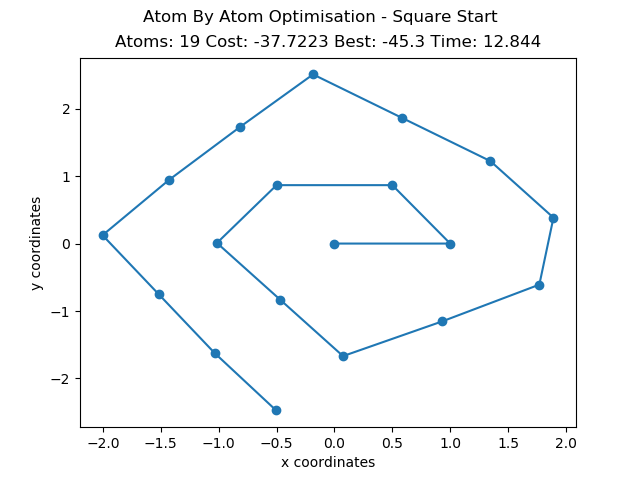 Atom By Atom Optimisation - Square Start
Atoms: 19 Cost: -37.7223 Best: -45.3 Time: 12.844
2
1
0
−1
−2
y coordinates
−2.0 −1.5 −1.0 −0.5 0.0 0.5 1.0 1.5 2.0
x coordinates